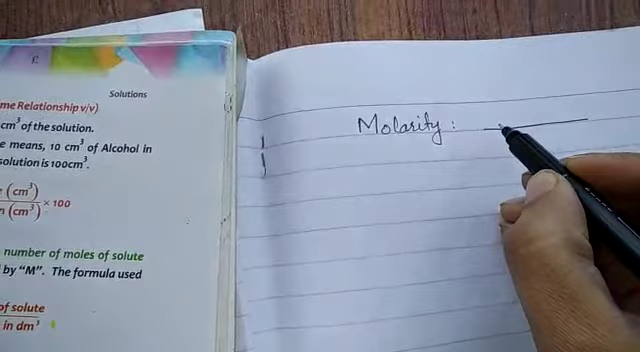 Solutions
me Relationship v/v)
cm³ of the solution.
e means, 10 cm³ of Alcohol in
solution is 100cm³.
(cm³)
n (cm³) × 100
number of moles of solute
by “M”. The formula used
of solute
in dm³
Molarity :